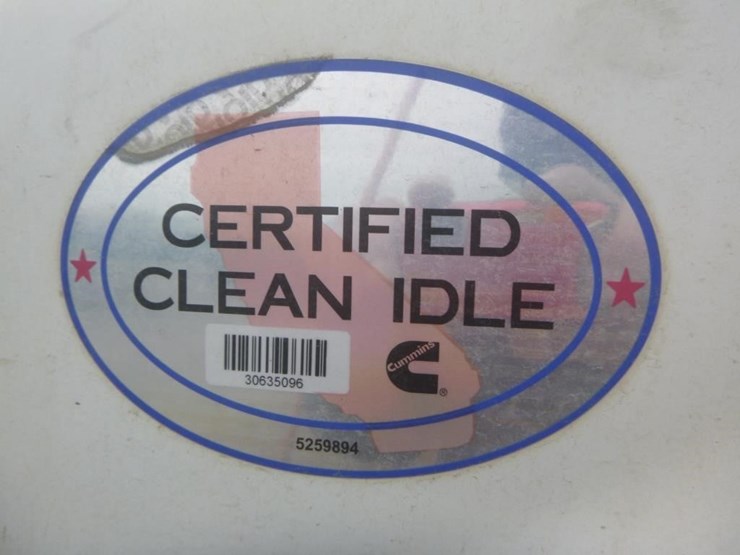 CERTIFIED
CLEAN IDLE
30635096
Cummins
®
5259894